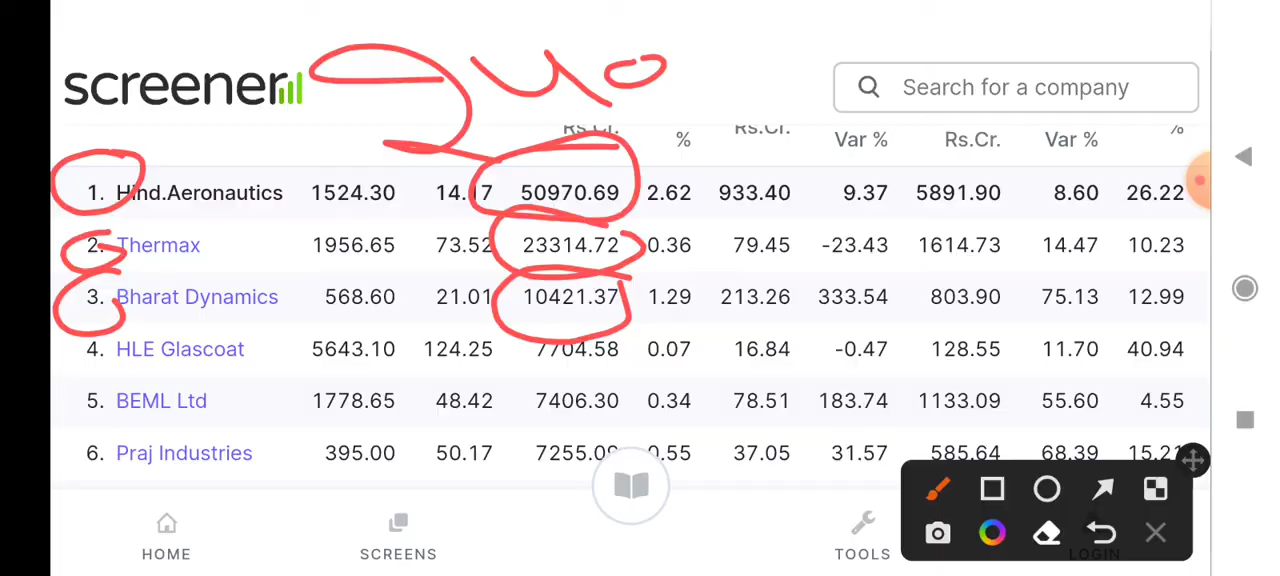 screener
Search for a company
Rs.Cr. % Rs.Cr. Var % Rs.Cr. Var % %
1. Hind.Aeronautics 1524.30 14.17 50970.69 2.62 933.40 9.37 5891.90 8.60 26.22
2. Thermax 1956.65 73.52 23314.72 0.36 79.45 -23.43 1614.73 14.47 10.23
3. Bharat Dynamics 568.60 21.01 10421.37 1.29 213.26 333.54 803.90 75.13 12.99
4. HLE Glascoat 5643.10 124.25 7704.58 0.07 16.84 -0.47 128.55 11.70 40.94
5. BEML Ltd 1778.65 48.42 7406.30 0.34 78.51 183.74 1133.09 55.60 4.55
6. Praj Industries 395.00 50.17 7255.09 0.55 37.05 31.57 585.64 68.39 15.21
HOME SCREENS TOOLS LOGIN